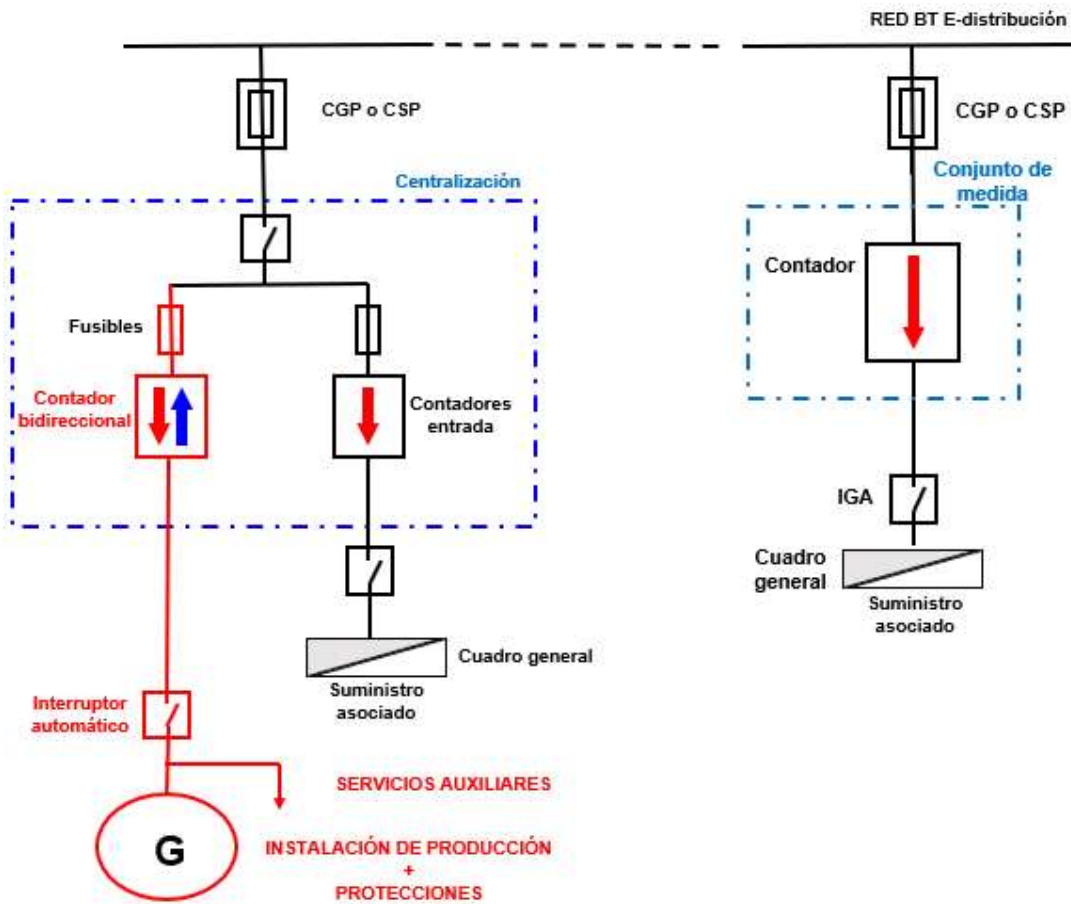 RED BT E-distribución
CGP o CSP
CGP o CSP
Centralización
Conjunto de
medida
Contador
Fusibles
Contador
bidireccional
Contadores
entrada
IGA
Cuadro
general
Suministro
asociado
Cuadro general
Suministro
asociado
Interruptor
automático
SERVICIOS AUXILIARES
G
INSTALACIÓN DE PRODUCCIÓN
+
PROTECCIONES